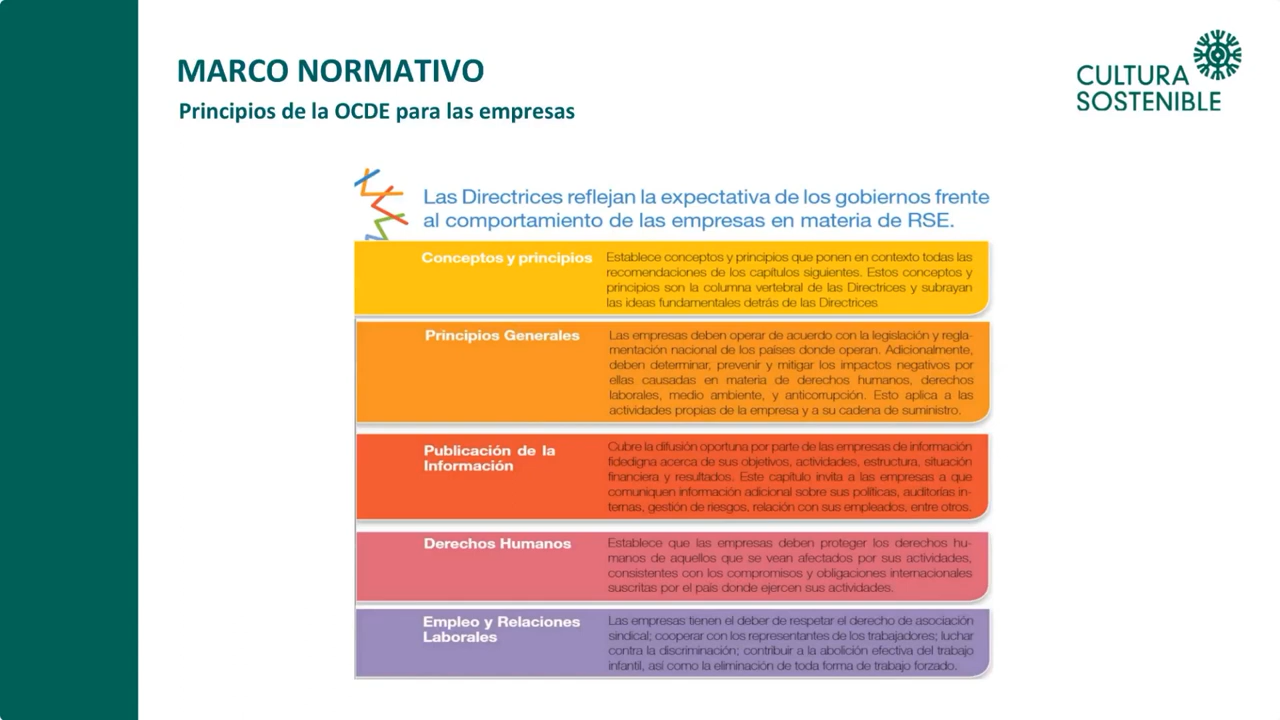 MARCO NORMATIVO
Principios de la OCDE para las empresas
CULTURA
SOSTENIBLE
Las Directrices reflejan la expectativa de los gobiernos frente
al comportamiento de las empresas en materia de RSE.
Conceptos y principios
Establece conceptos y principios que ponen en contexto todas las
recomendaciones de los capítulos siguientes. Estos conceptos y
principios son la columna vertebral de las Directrices y subrayan
las ideas fundamentales detrás de las Directrices
Principios Generales
Las empresas deben operar de acuerdo con la legislación y regla-
mentación nacional de los países donde operan. Adicionalmente,
deben determinar, prevenir y mitigar los impactos negativos por
ellas causadas en materia de derechos humanos, derechos
laborales, medio ambiente, y anticorrupción. Esto aplica a las
actividades propias de la empresa y a su cadena de suministro.
Publicación de la
Información
Cubre la difusión oportuna por parte de las empresas de información
fidedigna acerca de sus objetivos, actividades, estructura, situación
financiera y resultados. Este capítulo invita a las empresas a que
comuniquen información adicional sobre sus políticas, auditorías in-
ternas, gestión de riesgos, relación con sus empleados, entre otros.
Derechos Humanos
Establece que las empresas deben proteger los derechos hu-
manos de aquellos que se vean afectados por sus actividades,
consistentes con los compromisos y obligaciones internacionales
suscritas por el país donde ejercen sus actividades.
Empleo y Relaciones
Laborales
Las empresas tienen el deber de respetar el derecho de asociación
sindical; cooperar con los representantes de los trabajadores; luchar
contra la discriminación; contribuir a la abolición efectiva del trabajo
infantil, así como la eliminación de toda forma de trabajo forzado.